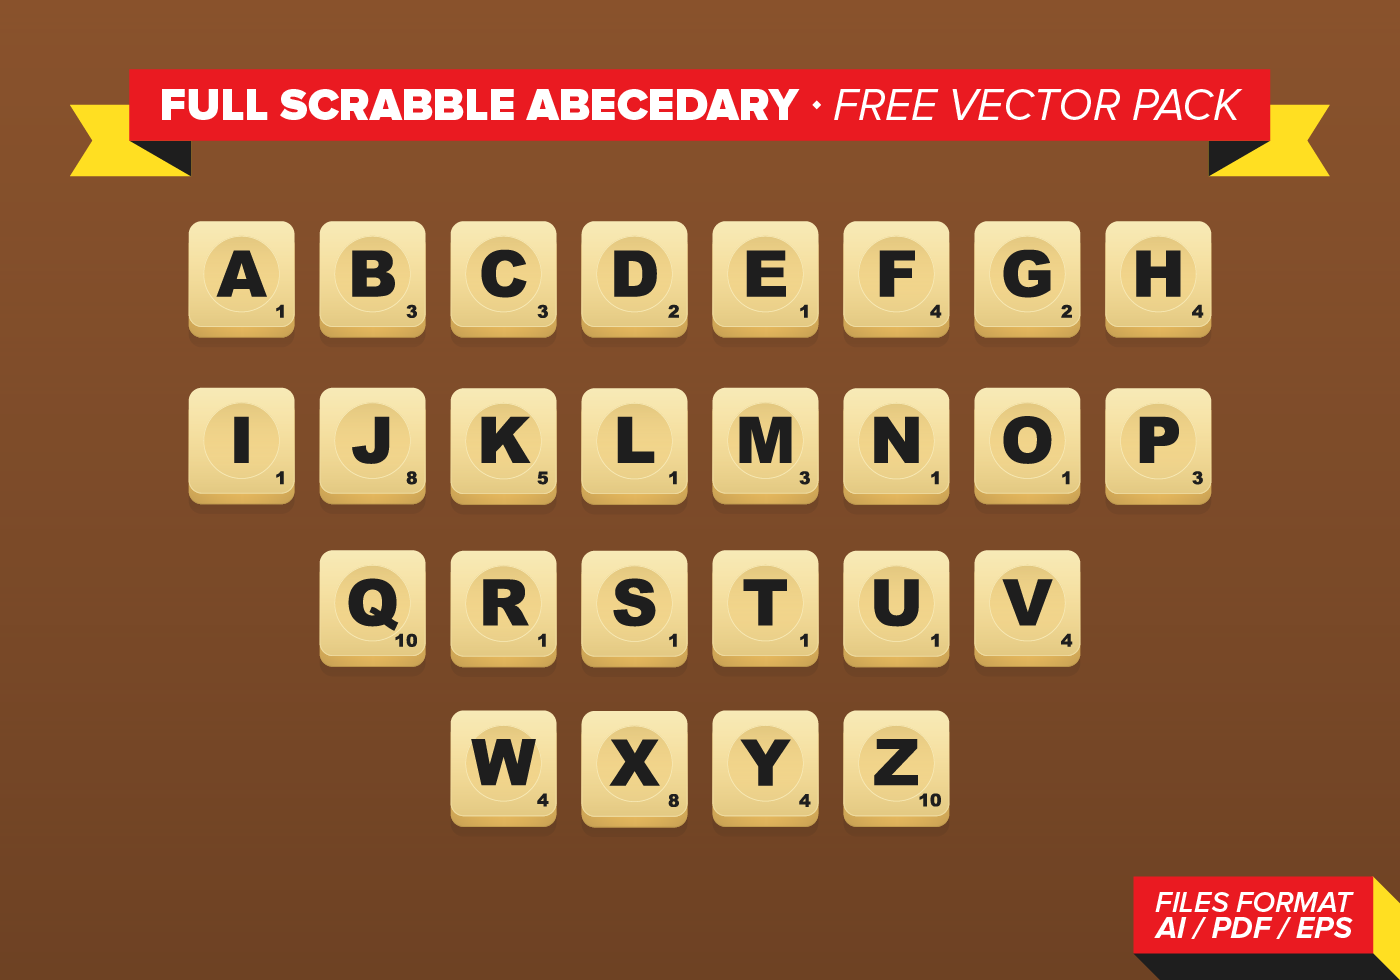 FULL SCRABBLE ABECEDARY · FREE VECTOR PACK
A 1 B 3 C 3 D 2 E 1 F 4 G 2 H 4
I 1 J 8 K 5 L 1 M 3 N 1 O 1 P 3
Q 10 R 1 S 1 T 1 U 1 V 4
W 4 X 8 Y 4 Z 10
FILES FORMAT
AI / PDF / EPS